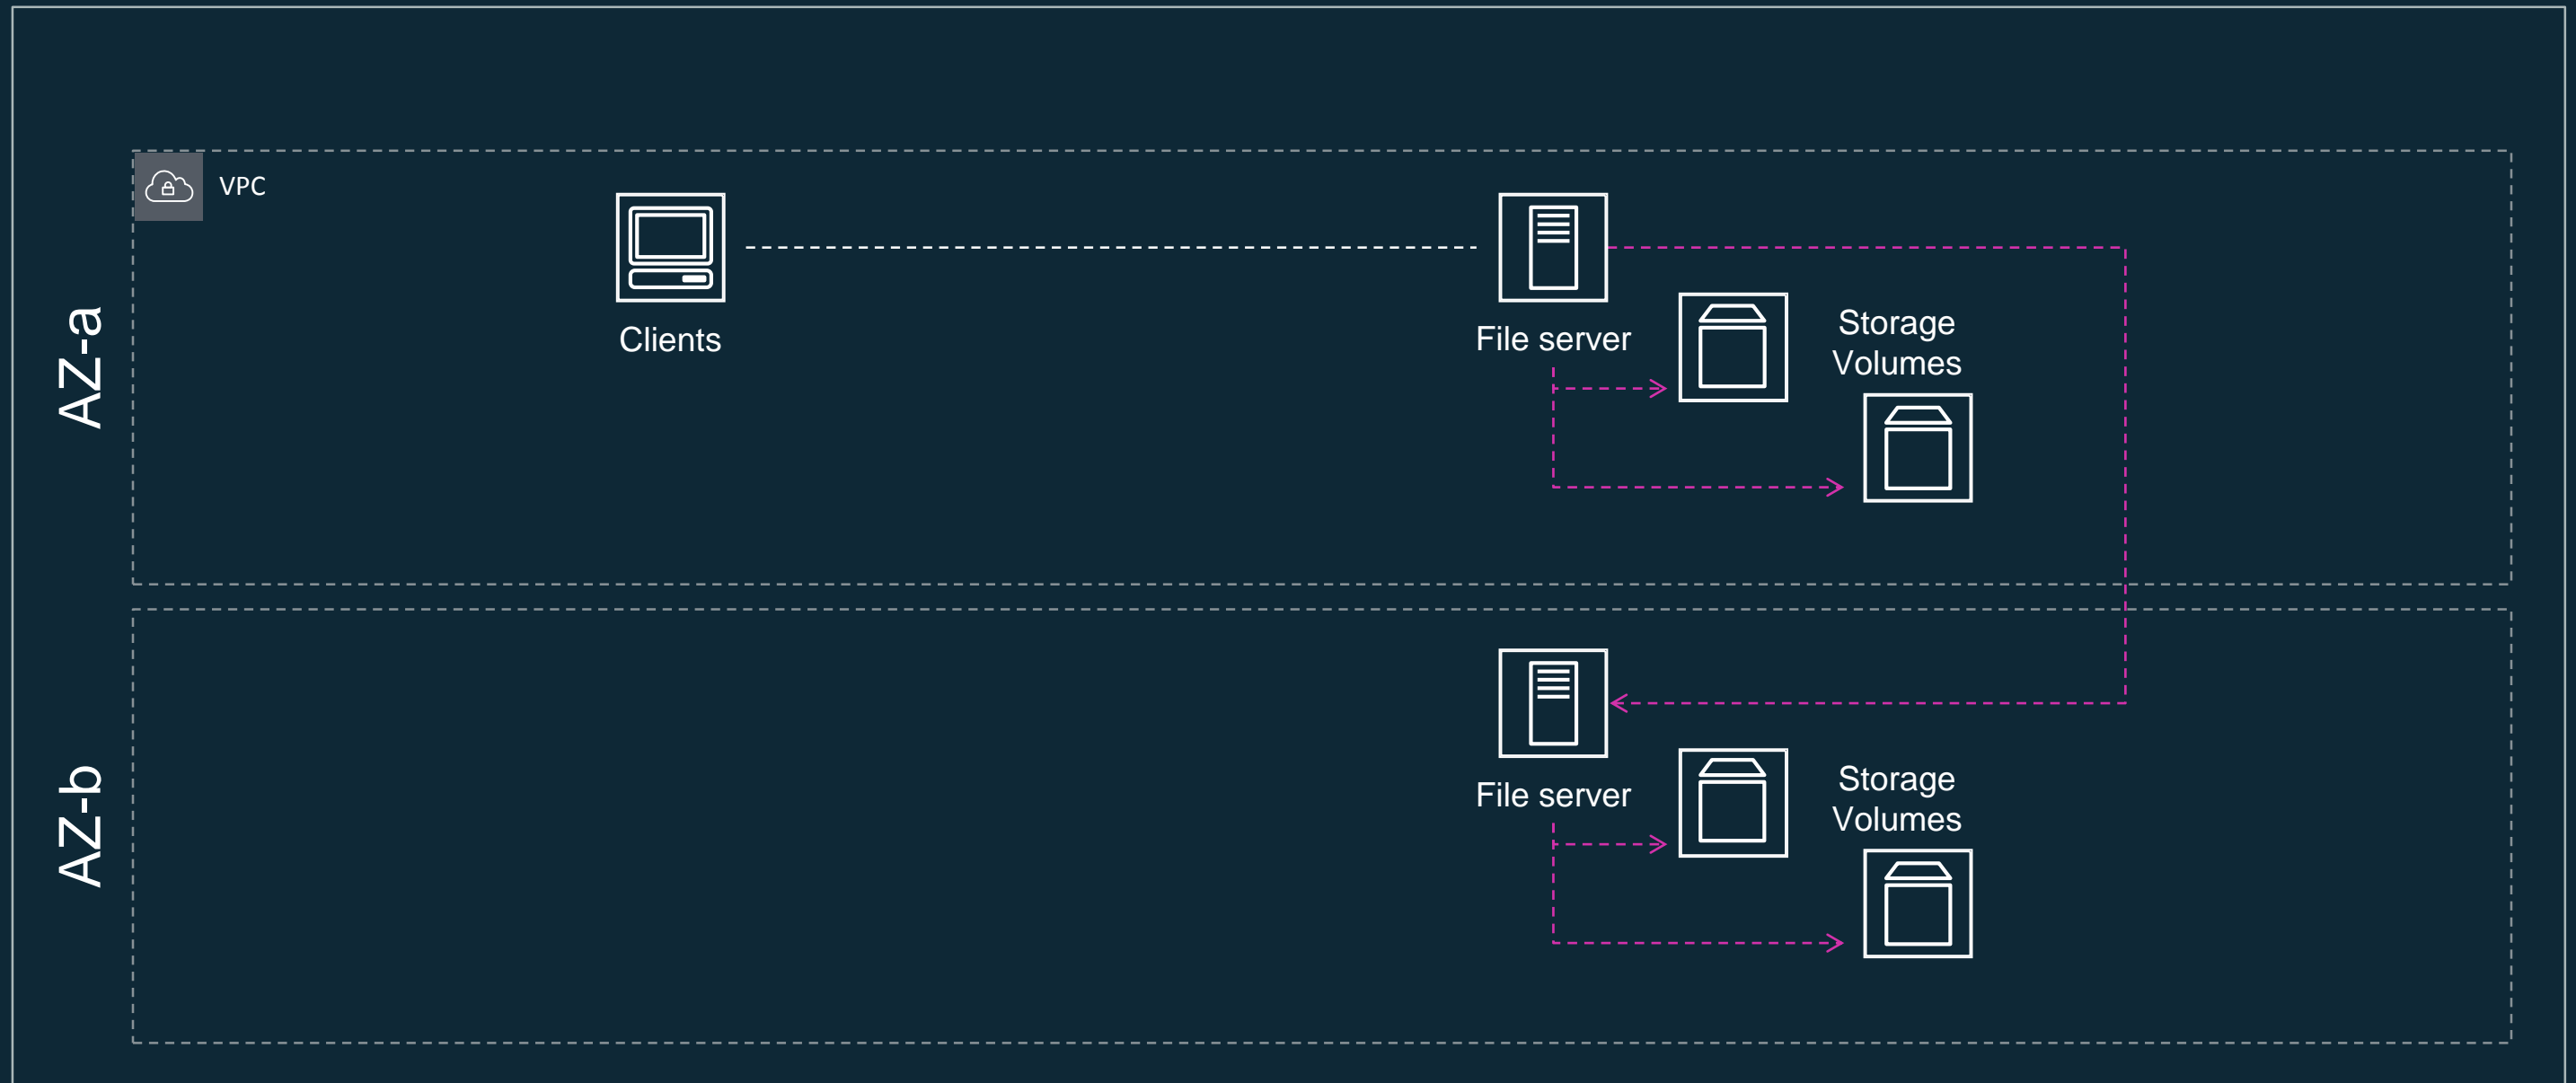 VPC
AZ-a
Clients
File server
Storage
Volumes
AZ-b
File server
Storage
Volumes